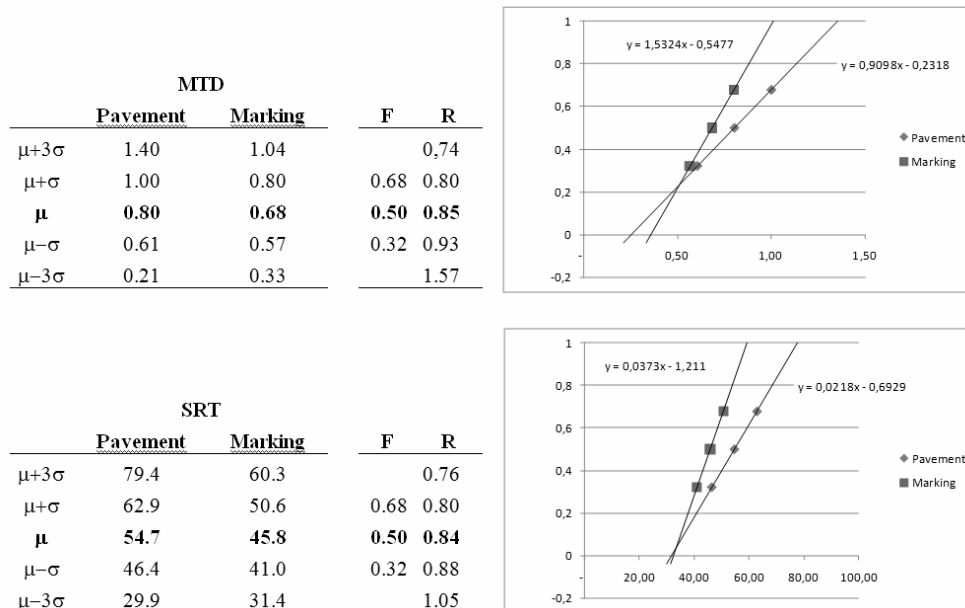 MTD
Pavement Marking F R
μ+3σ 1.40 1.04 0,74
μ+σ 1.00 0.80 0.68 0.80
μ 0.80 0.68 0.50 0.85
μ−σ 0.61 0.57 0.32 0.93
μ−3σ 0.21 0.33 1.57
1
0,8
0,6
0,4
0,2
0
-0,2
- 0,50 1,00 1,50
y = 1,5324x - 0,5477
y = 0,9098x - 0,2318
Pavement
Marking
SRT
Pavement Marking F R
μ+3σ 79.4 60.3 0.76
μ+σ 62.9 50.6 0.68 0.80
μ 54.7 45.8 0.50 0.84
μ−σ 46.4 41.0 0.32 0.88
μ−3σ 29.9 31.4 1.05
1
0,8
0,6
0,4
0,2
0
-0,2
- 20,00 40,00 60,00 80,00 100,00
y = 0,0373x - 1,211
y = 0,0218x - 0,6929
Pavement
Marking